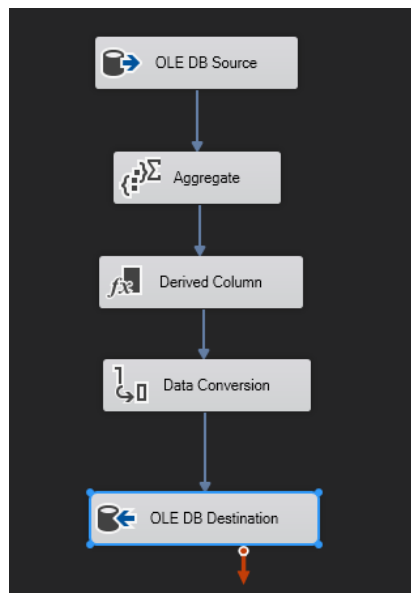 OLE DB Source
Aggregate
Derived Column
Data Conversion
OLE DB Destination